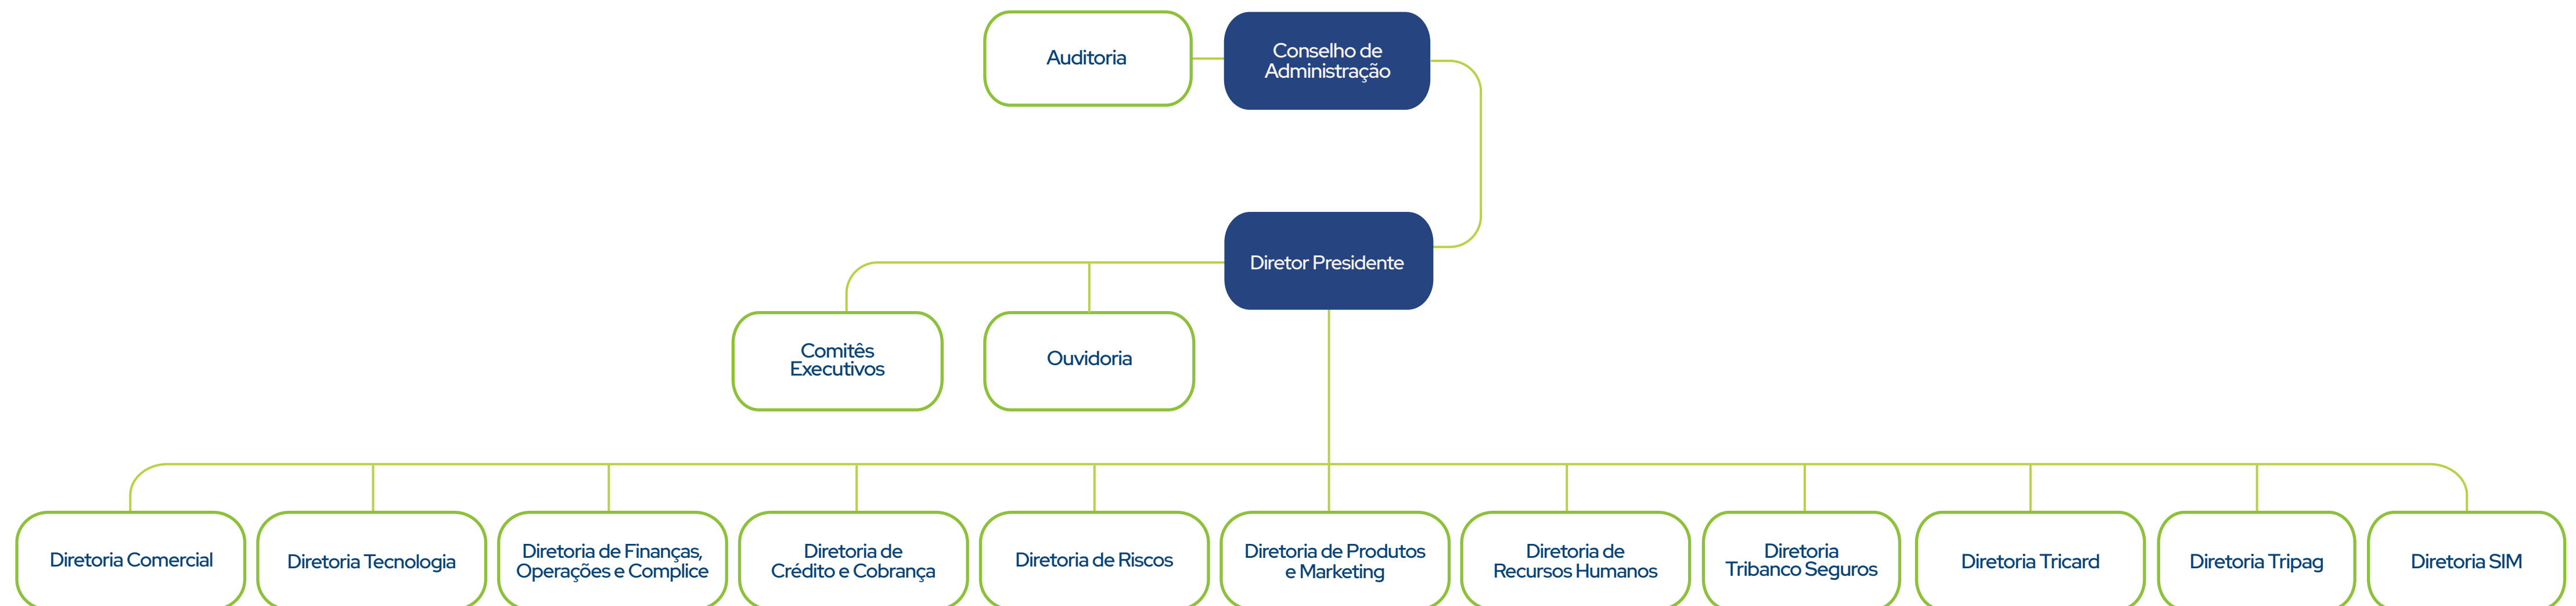 Auditoria
Conselho de
Administração
Diretor Presidente
Comitês
Executivos
Ouvidoria
Diretoria Comercial
Diretoria Tecnologia
Diretoria de Finanças,
Operações e Complice
Diretoria de
Crédito e Cobrança
Diretoria de Riscos
Diretoria de Produtos
e Marketing
Diretoria de
Recursos Humanos
Diretoria
Tribanco Seguros
Diretoria Tricard
Diretoria Tripag
Diretoria SIM